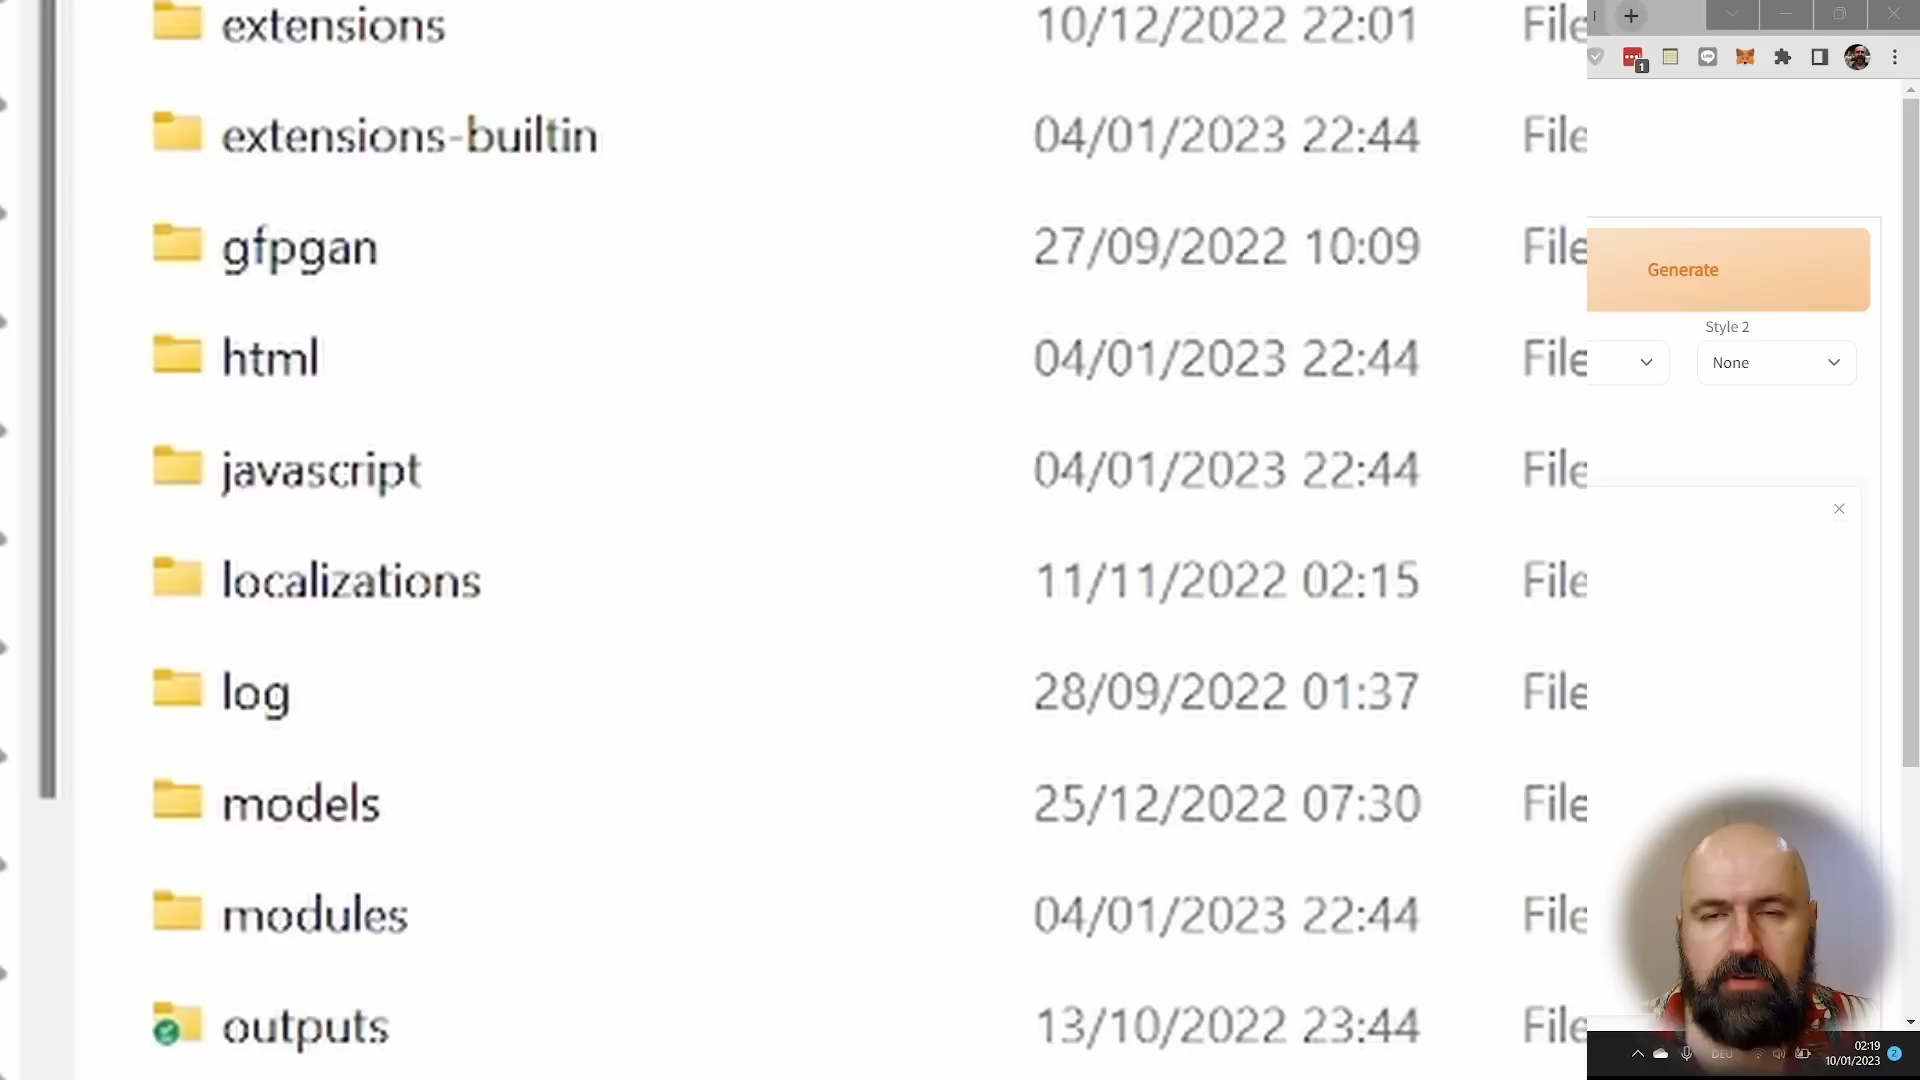 extensions 10/12/2022 22:01 File
extensions-builtin 04/01/2023 22:44 File
gfpgan 27/09/2022 10:09 File
html 04/01/2023 22:44 File
javascript 04/01/2023 22:44 File
localizations 11/11/2022 02:15 File
log 28/09/2022 01:37 File
models 25/12/2022 07:30 File
modules 04/01/2023 22:44 File
outputs 13/10/2022 23:44 File
1
Generate
Style 2
None
DEU
02:19
10/01/2023
2